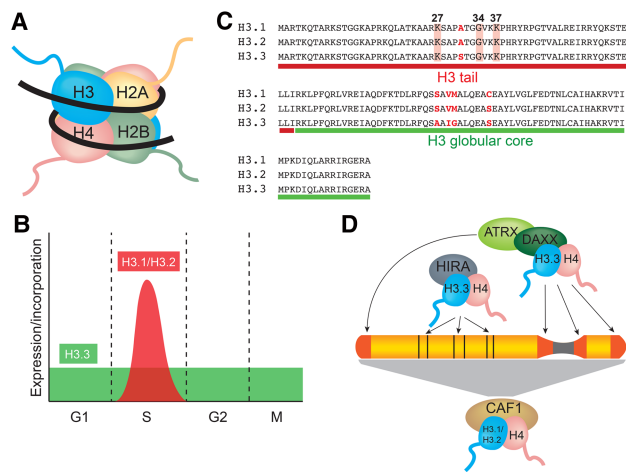 A
H3
H2A
H4
H2B
C
27 34 37
H3.1 MARTKQTARKSTGGKAPRKQLATKAARKSAPATGGVKKPHRYRPGTVALREIRRYQKSTE
H3.2 MARTKQTARKSTGGKAPRKQLATKAARKSAPATGGVKKPHRYRPGTVALREIRRYQKSTE
H3.3 MARTKQTARKSTGGKAPRKQLATKAARKSAPSTGGVKKPHRYRPGTVALREIRRYQKSTE
H3 tail
H3.1 LLIRKLPFQRLVREIAQDFKTDLRFQSSAVMALQEACEAYLVGLFEDTNLCAIHAKRVTI
H3.2 LLIRKLPFQRLVREIAQDFKTDLRFQSSAVMALQEASEAYLVGLFEDTNLCAIHAKRVTI
H3.3 LLIRKLPFQRLVREIAQDFKTDLRFQSAAIGALQEASEAYLVGLFEDTNLCAIHAKRVTI
H3 globular core
H3.1 MPKDIQLARRIRGERA
H3.2 MPKDIQLARRIRGERA
H3.3 MPKDIQLARRIRGERA
B
Expression/incorporation
H3.1/H3.2
H3.3
G1 S G2 M
D
ATRX
DAXX
H3.3 H4
HIRA
H3.3 H4
CAF1
H3.1/
H3.2
H4